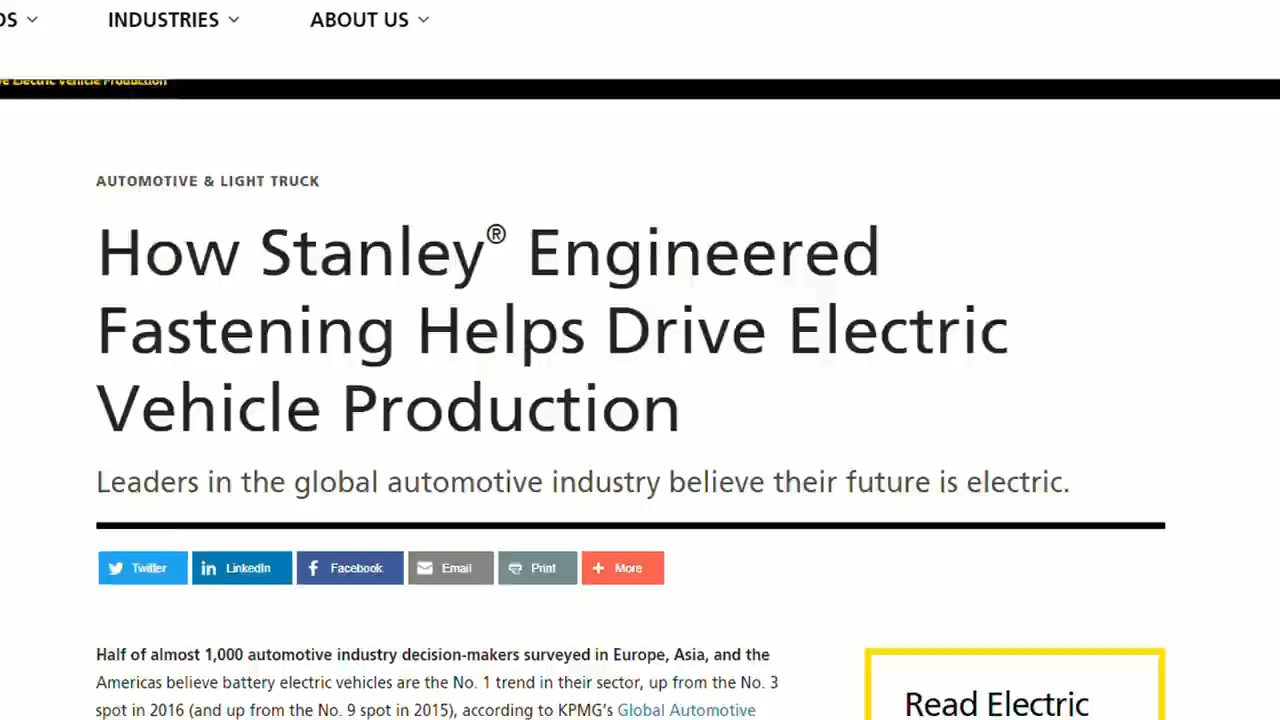 DS INDUSTRIES ABOUT US
ve Electric Vehicle Production
AUTOMOTIVE & LIGHT TRUCK
How Stanley® Engineered
Fastening Helps Drive Electric
Vehicle Production
Leaders in the global automotive industry believe their future is electric.
Twitter LinkedIn Facebook Email Print More
Half of almost 1,000 automotive industry decision-makers surveyed in Europe, Asia, and the
Americas believe battery electric vehicles are the No. 1 trend in their sector, up from the No. 3
spot in 2016 (and up from the No. 9 spot in 2015), according to KPMG's Global Automotive
Read Electric